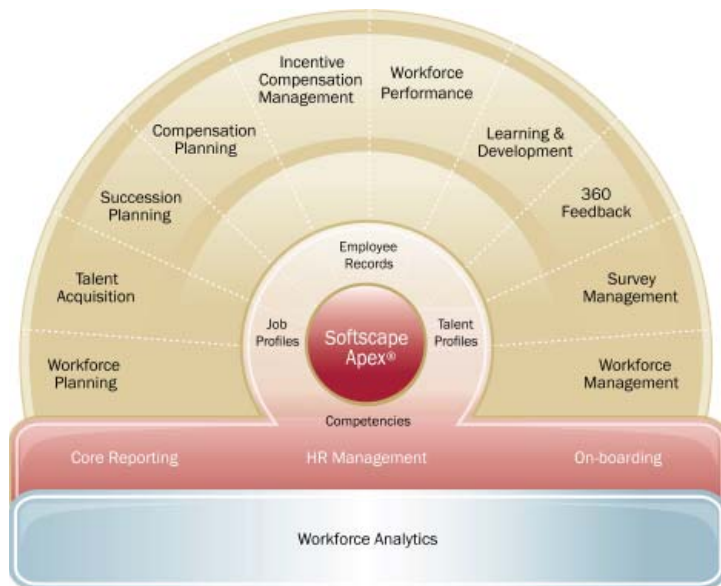 Incentive
Compensation
Management
Workforce
Performance
Compensation
Planning
Learning &
Development
Succession
Planning
360
Feedback
Talent
Acquisition
Survey
Management
Workforce
Planning
Workforce
Management
Employee
Records
Job
Profiles
Softscape
Apex®
Talent
Profiles
Competencies
Core Reporting
HR Management
On-boarding
Workforce Analytics